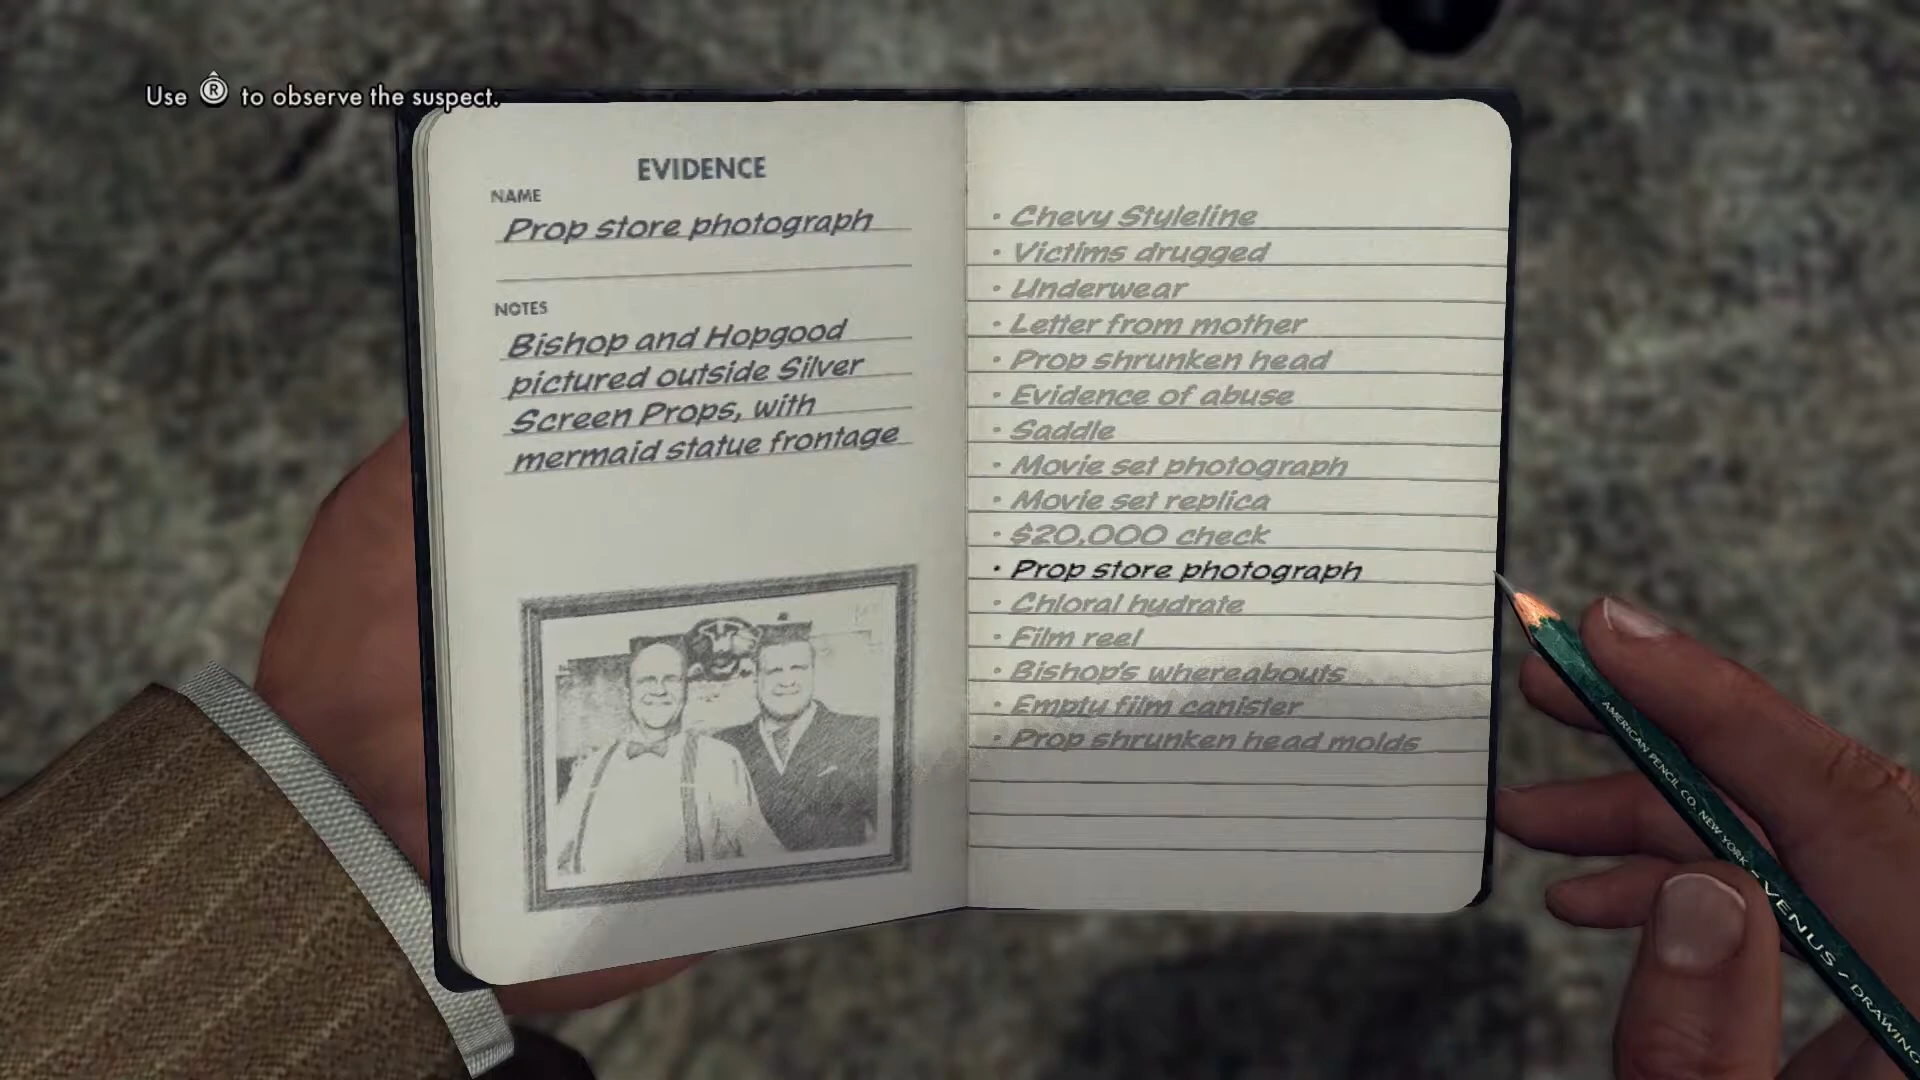 Use R to observe the suspect.
EVIDENCE
NAME
Prop store photograph
NOTES
Bishop and Hopgood
pictured outside Silver
Screen Props, with
mermaid statue frontage
• Chevy Styleline
• Victims drugged
• Underwear
• Letter from mother
• Prop shrunken head
• Evidence of abuse
• Saddle
• Movie set photograph
• Movie set replica
• $20,000 check
• Prop store photograph
• Chloral hydrate
• Film reel
• Bishop's whereabouts
• Empty film canister
• Prop shrunken head molds
AMERICAN PENCIL CO. NEW YORK - VENUS / DRAWING